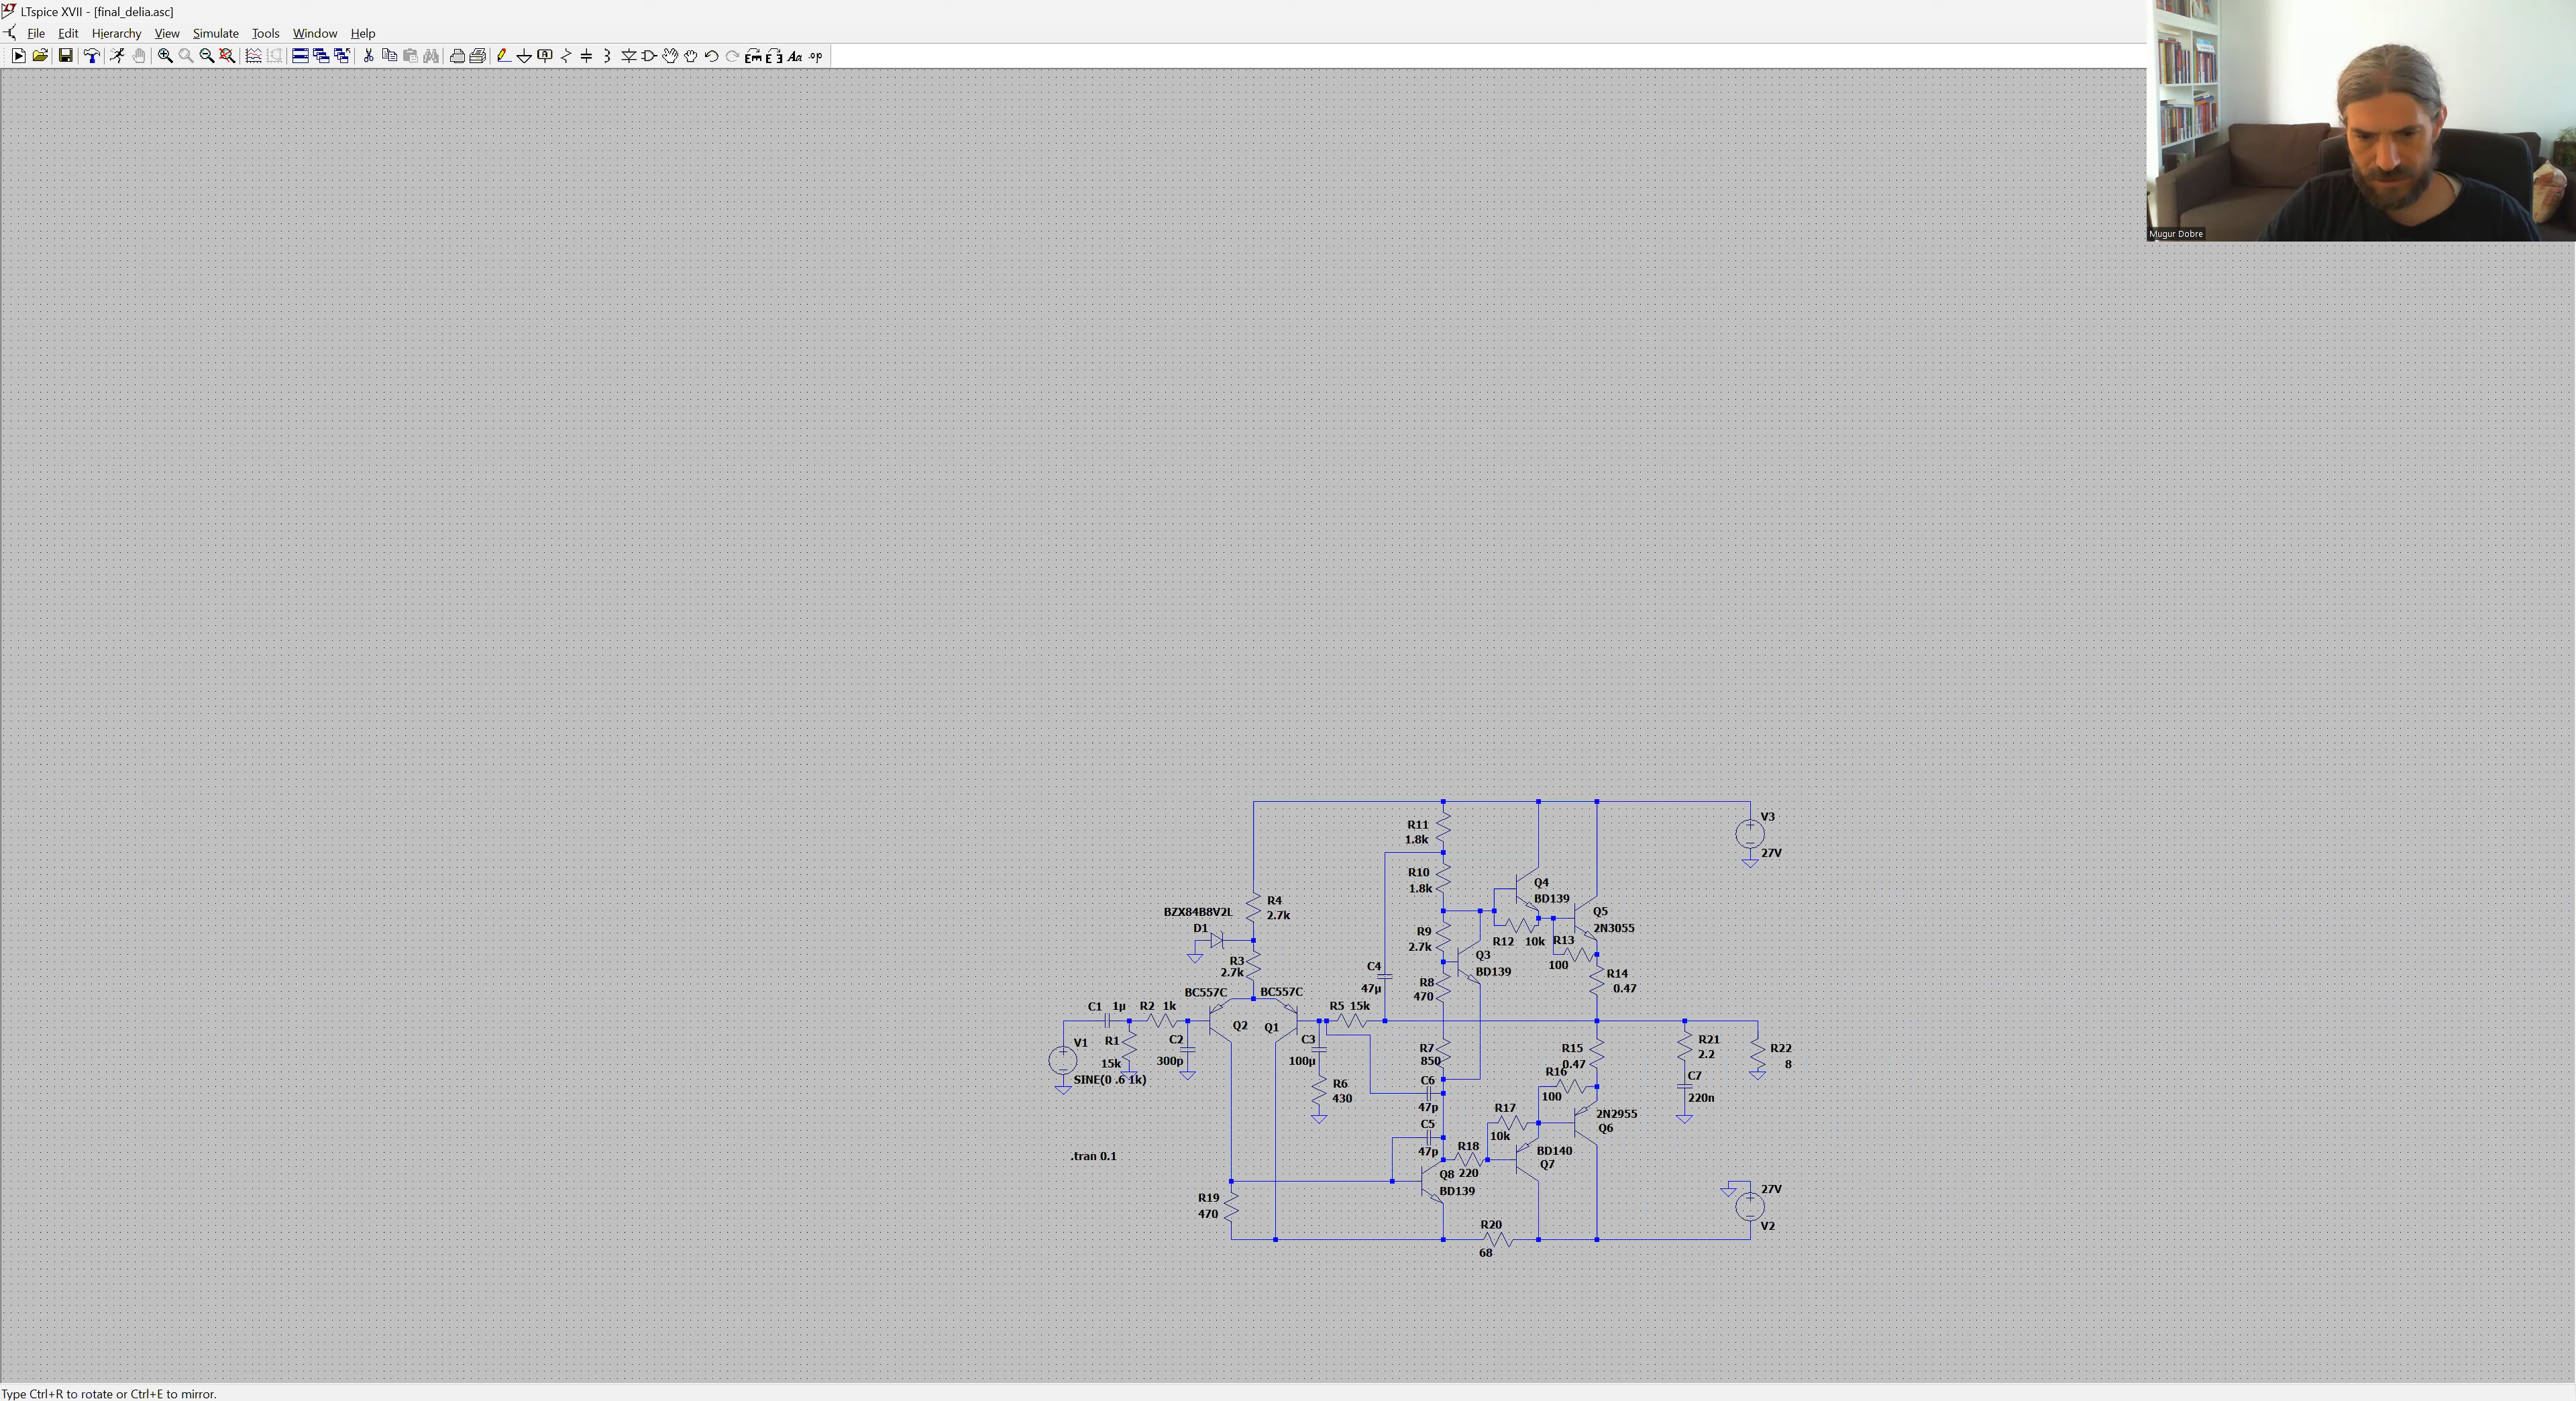 LTspice XVII - [final_delia.asc]
File Edit Hierarchy View Simulate Tools Window Help
Aa .op
Mugur Dobre
V3
27V
R11
1.8k
R10
1.8k
Q4
BD139
R4
2.7k
BZX84B8V2L
D1
Q5
2N3055
R9
2.7k
R12 10k
R13
100
R3
2.7k
Q3
BD139
C4
47µ
R14
0.47
R8
470
BC557C
BC557C
C1 1µ
R2 1k
R5 15k
Q2
Q1
V1
R1
15k
C2
300p
C3
100µ
R7
850
R15
0.47
R21
2.2
R22
8
SINE(0 .6 1k)
R6
430
C6
47p
R16
100
C7
220n
R17
10k
2N2955
Q6
C5
47p
.tran 0.1
R18
220
BD140
Q7
Q8
BD139
R19
470
27V
V2
R20
68
Type Ctrl+R to rotate or Ctrl+E to mirror.